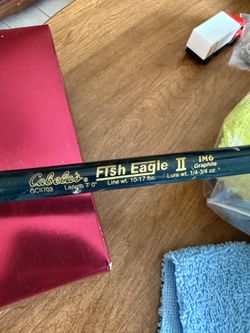 Cabela's® Fish Eagle II IM6
Graphite
GCII703 Length 7' 0" Line wt. 10-17 lbs. Lure wt. 1/4-3/4 oz.